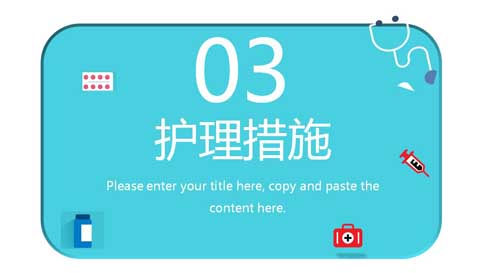 03
护理措施
Please enter your title here, copy and paste the
content here.